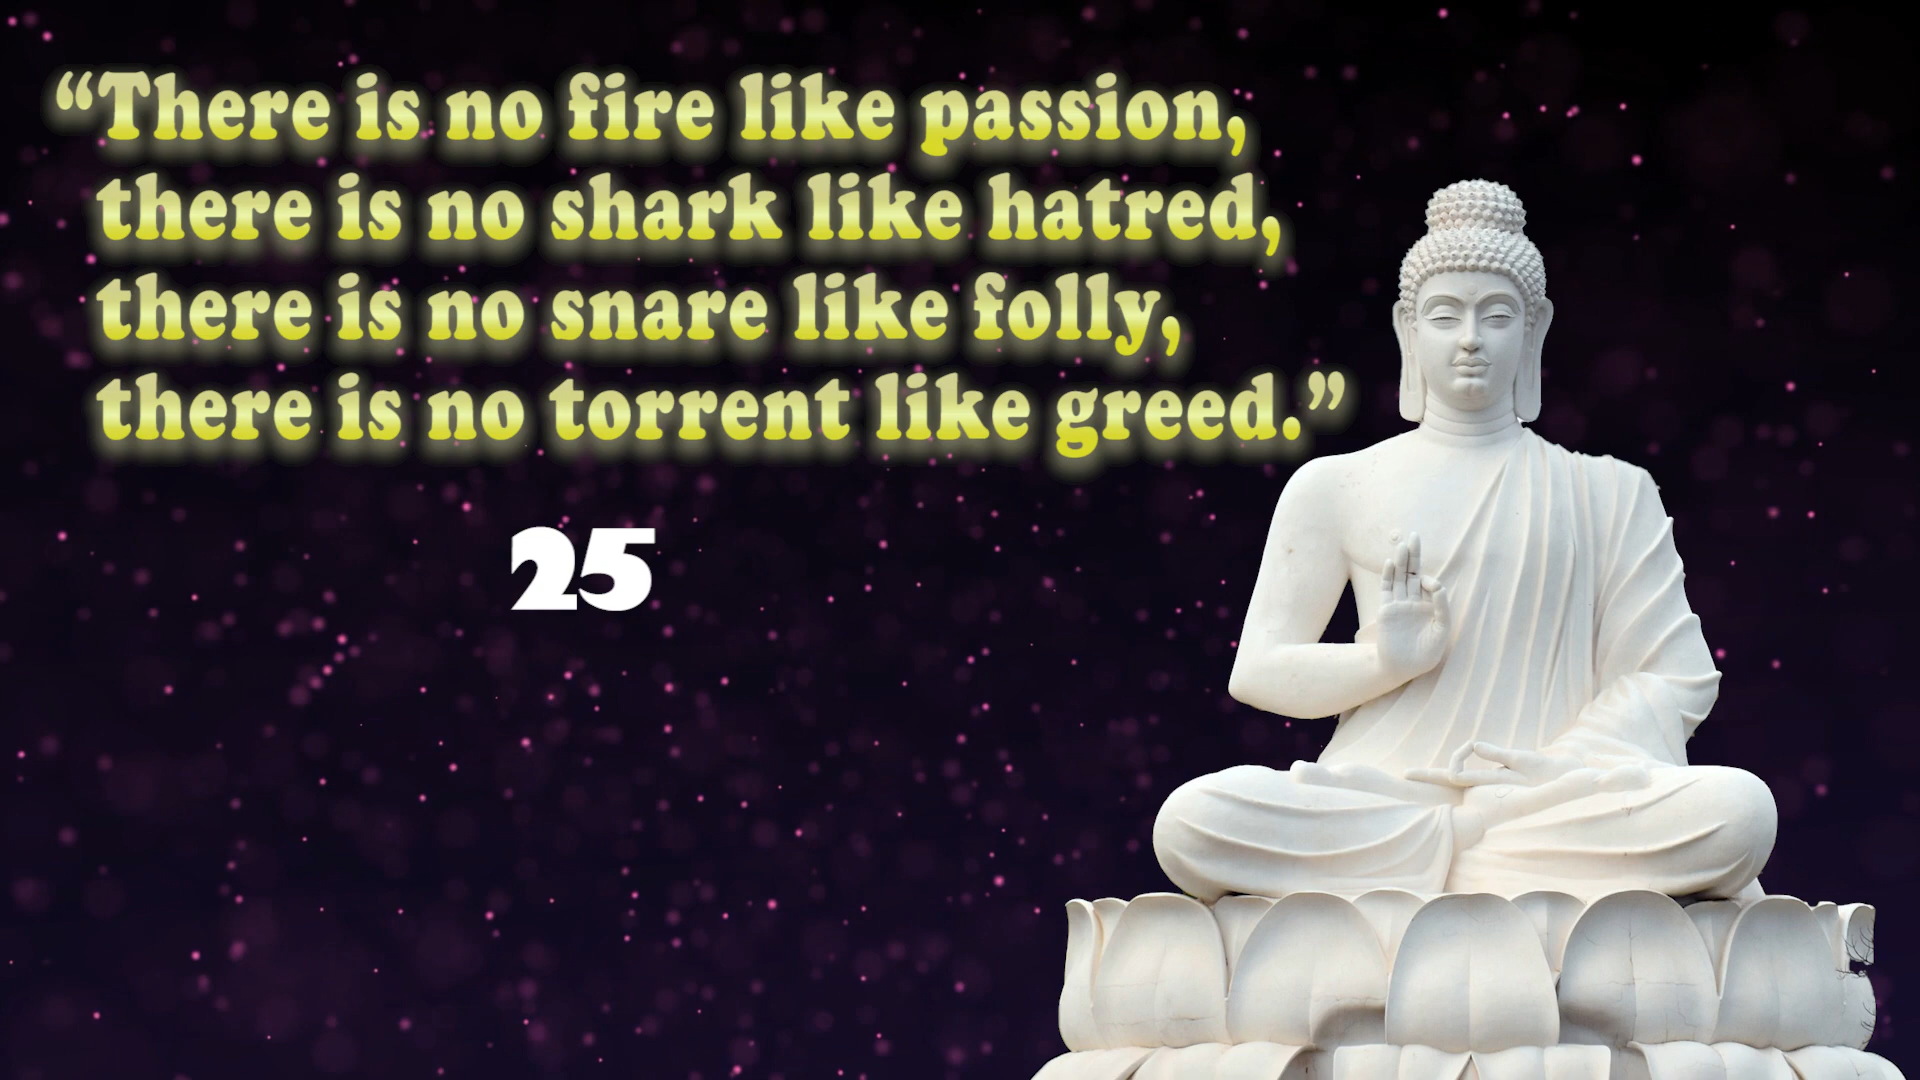 “There is no fire like passion,
there is no shark like hatred,
there is no snare like folly,
there is no torrent like greed.”
25